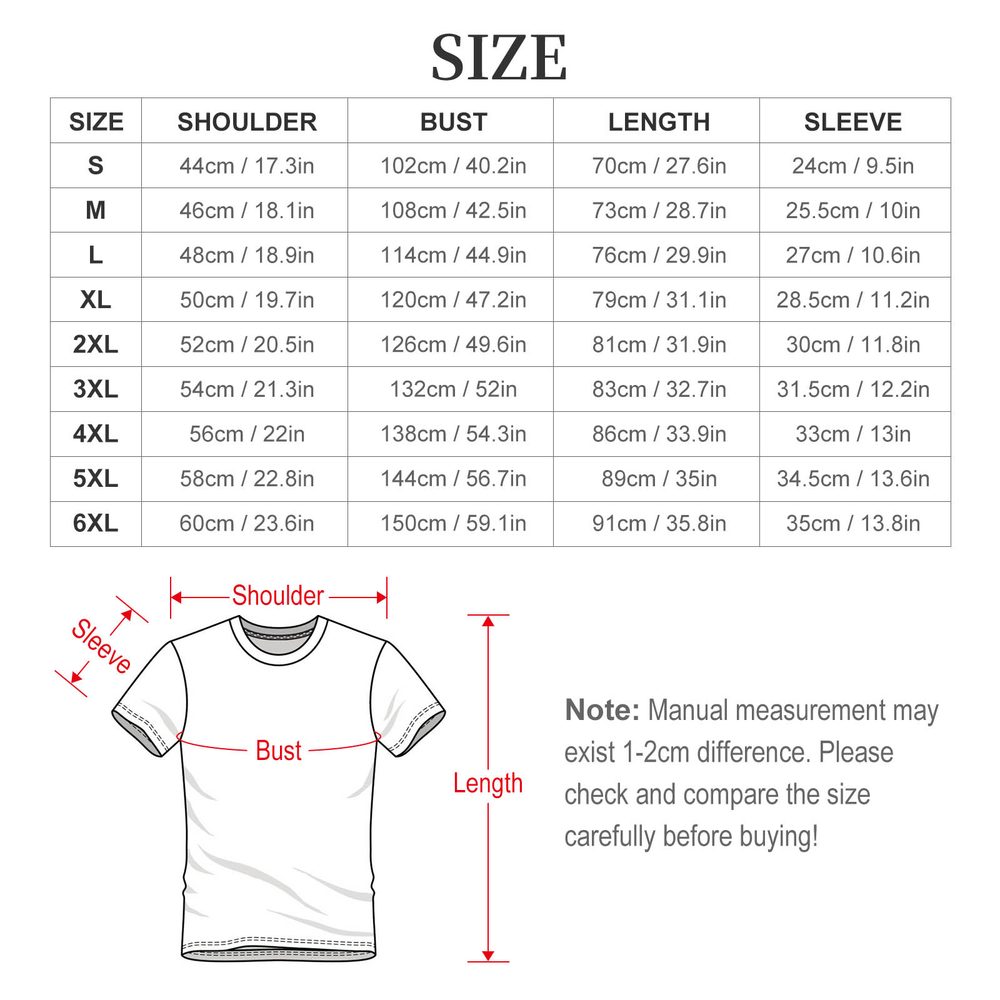 SIZE
SIZE SHOULDER BUST LENGTH SLEEVE
S 44cm / 17.3in 102cm / 40.2in 70cm / 27.6in 24cm / 9.5in
M 46cm / 18.1in 108cm / 42.5in 73cm / 28.7in 25.5cm / 10in
L 48cm / 18.9in 114cm / 44.9in 76cm / 29.9in 27cm / 10.6in
XL 50cm / 19.7in 120cm / 47.2in 79cm / 31.1in 28.5cm / 11.2in
2XL 52cm / 20.5in 126cm / 49.6in 81cm / 31.9in 30cm / 11.8in
3XL 54cm / 21.3in 132cm / 52in 83cm / 32.7in 31.5cm / 12.2in
4XL 56cm / 22in 138cm / 54.3in 86cm / 33.9in 33cm / 13in
5XL 58cm / 22.8in 144cm / 56.7in 89cm / 35in 34.5cm / 13.6in
6XL 60cm / 23.6in 150cm / 59.1in 91cm / 35.8in 35cm / 13.8in
Shoulder
Sleeve
Bust
Length
Note: Manual measurement may
exist 1-2cm difference. Please
check and compare the size
carefully before buying!